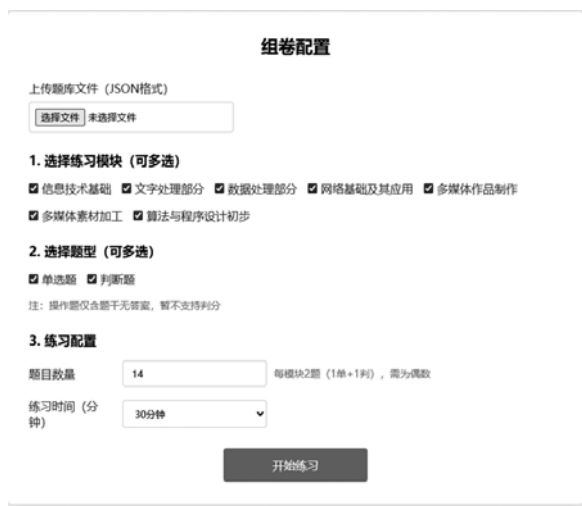 组卷配置
上传题库文件（JSON格式）
选择文件 未选择文件
1. 选择练习模块（可多选）
信息技术基础 文字处理部分 数据处理部分 网络基础及其应用 多媒体作品制作
多媒体素材加工 算法与程序设计初步
2. 选择题型（可多选）
单选题 判断题
注：操作题仅含题干无答案，暂不支持判分
3. 练习配置
题目数量 14 每模块2题（1单+1判），需为偶数
练习时间（分
钟） 30分钟
开始练习